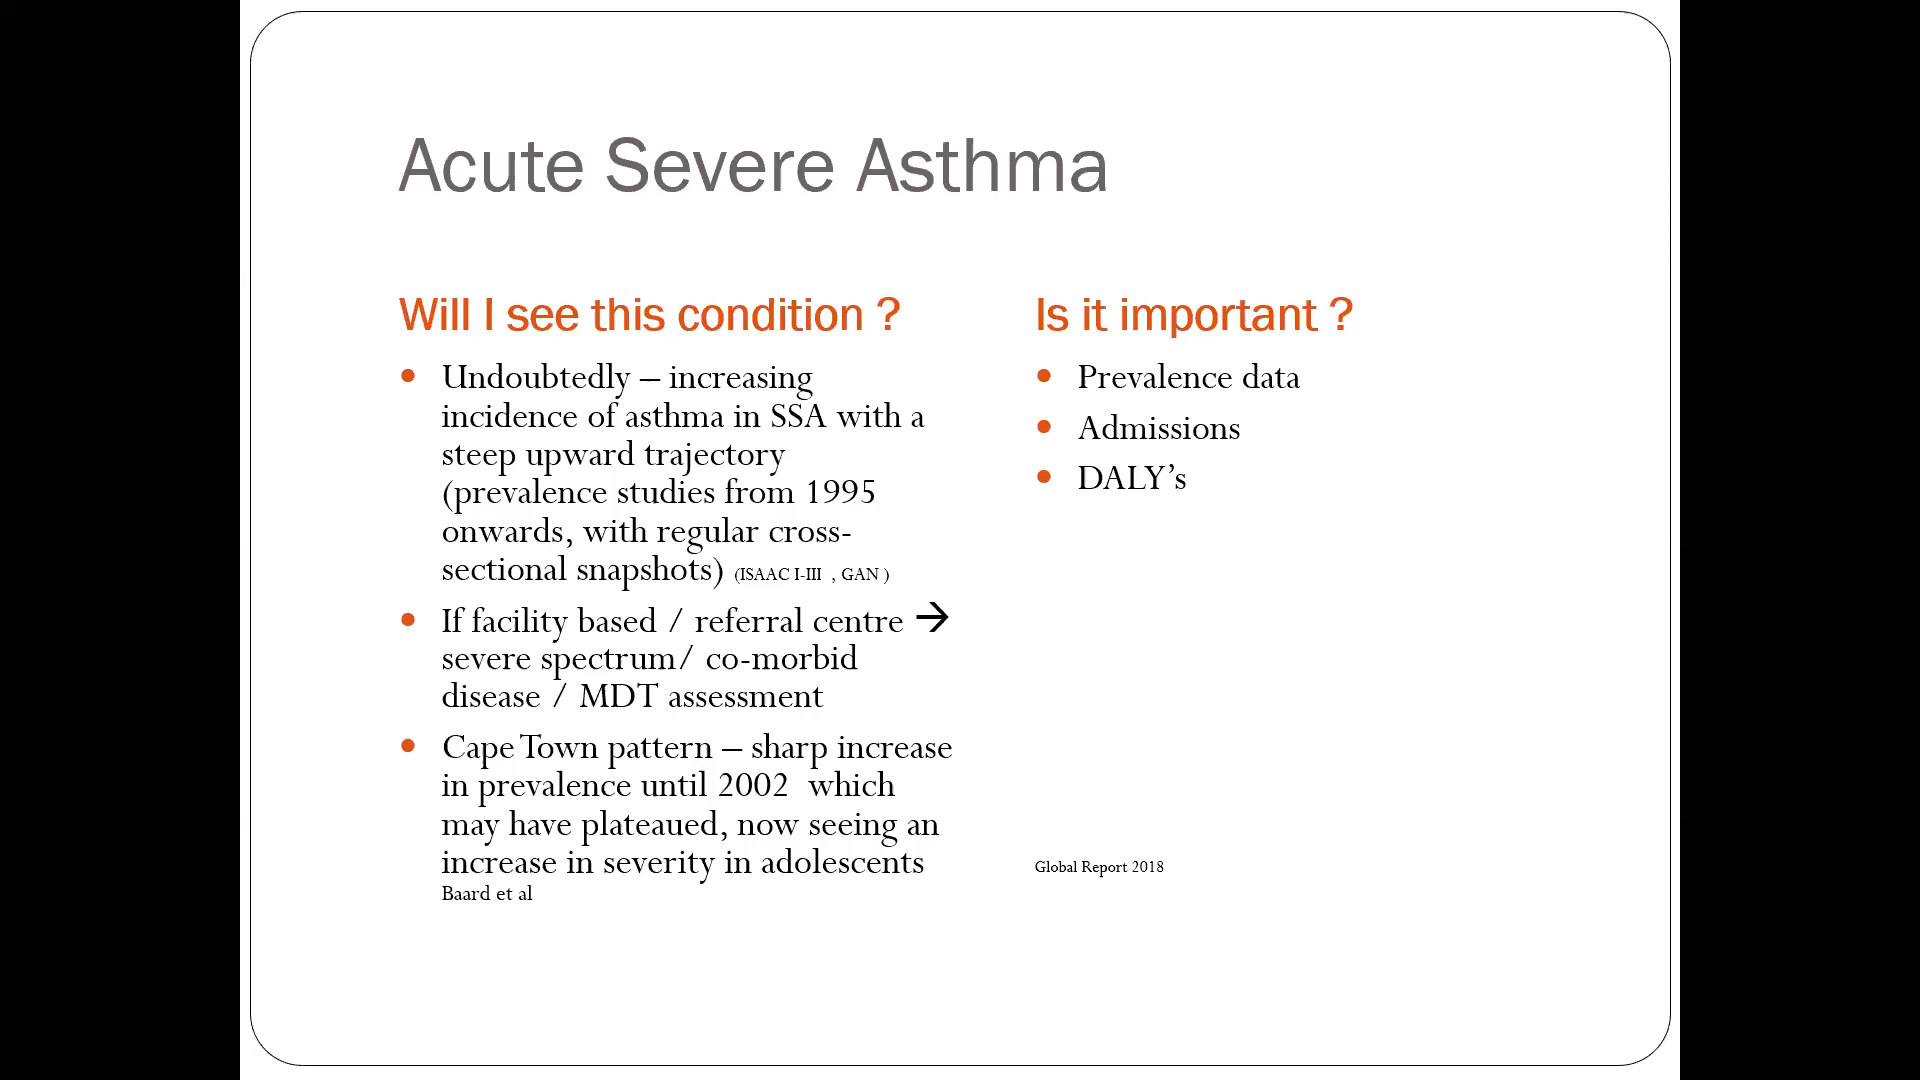 Acute Severe Asthma
Will I see this condition ?
• Undoubtedly – increasing
incidence of asthma in SSA with a
steep upward trajectory
(prevalence studies from 1995
onwards, with regular cross-
sectional snapshots) (ISAAC I-III , GAN )
• If facility based / referral centre →
severe spectrum/ co-morbid
disease / MDT assessment
• Cape Town pattern – sharp increase
in prevalence until 2002 which
may have plateaued, now seeing an
increase in severity in adolescents
Baard et al
Is it important ?
• Prevalence data
• Admissions
• DALY’s
Global Report 2018